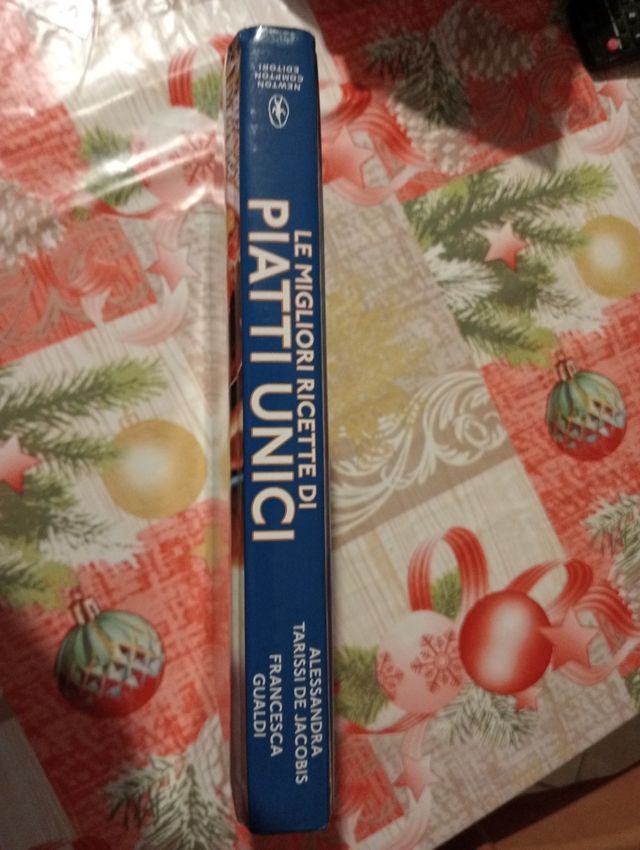 NEWTON
COMPTON
EDITORI
LE MIGLIORI RICETTE DI
PIATTI UNICI
ALESSANDRA
TARISSI DE JACOBIS
FRANCESCA
GUALDI